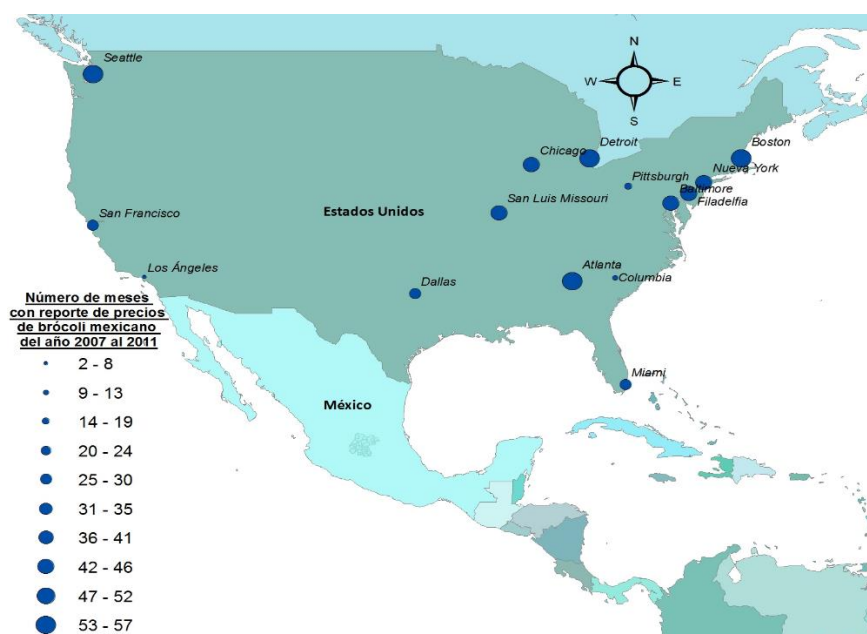 Seattle
N
W
E
S
Detroit
Boston
Chicago
Nueva York
Pittsburgh
Baltimore
San Luis Missouri
Filadelfia
San Francisco
Estados Unidos
Los Ángeles
Atlanta
Columbia
Dallas
Número de meses
con reporte de precios
de brócoli mexicano
del año 2007 al 2011
2 - 8
9 - 13
14 - 19
20 - 24
25 - 30
31 - 35
36 - 41
42 - 46
47 - 52
53 - 57
Miami
México